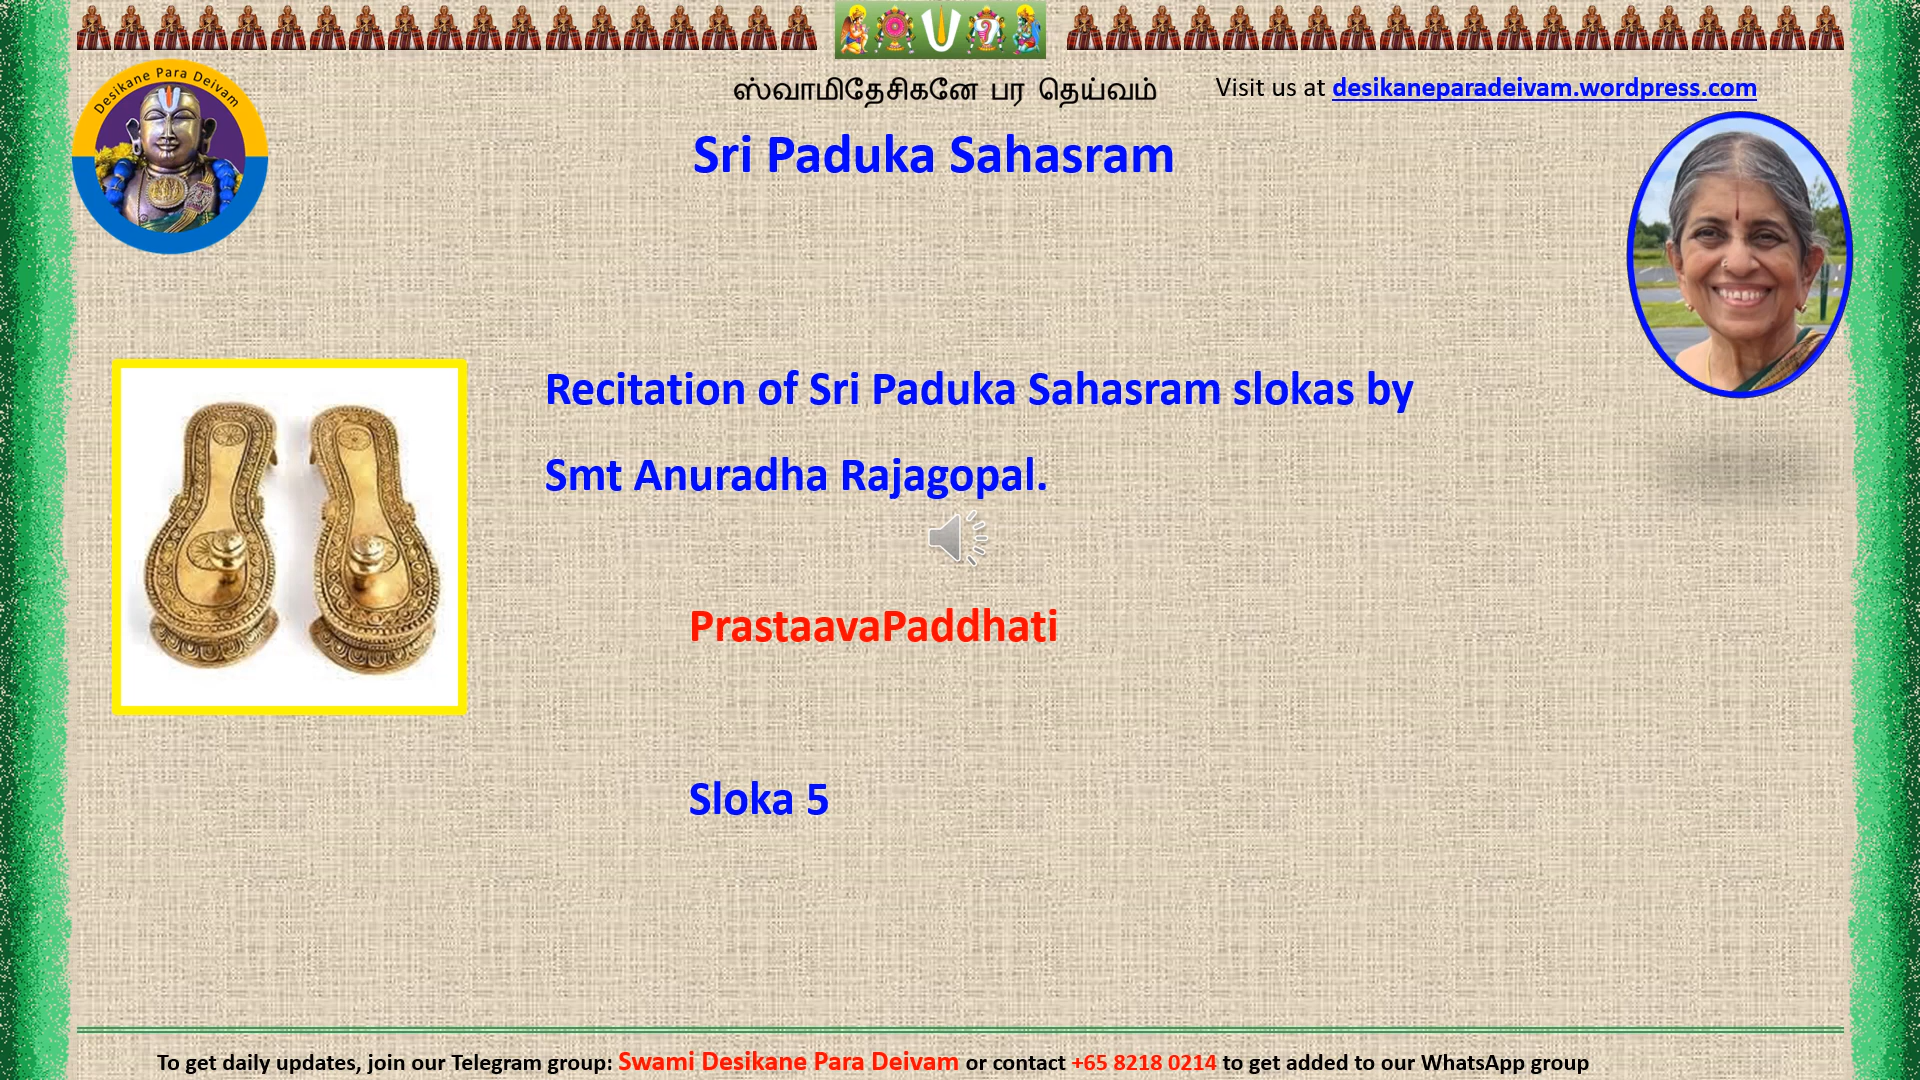 Desikane Para Deivam
ஸ்வாமிதேசிகனே பர தெய்வம்
Visit us at desikaneparadeivam.wordpress.com
Sri Paduka Sahasram
Recitation of Sri Paduka Sahasram slokas by
Smt Anuradha Rajagopal.
PrastaavaPaddhati
Sloka 5
To get daily updates, join our Telegram group: Swami Desikane Para Deivam or contact +65 8218 0214 to get added to our WhatsApp group